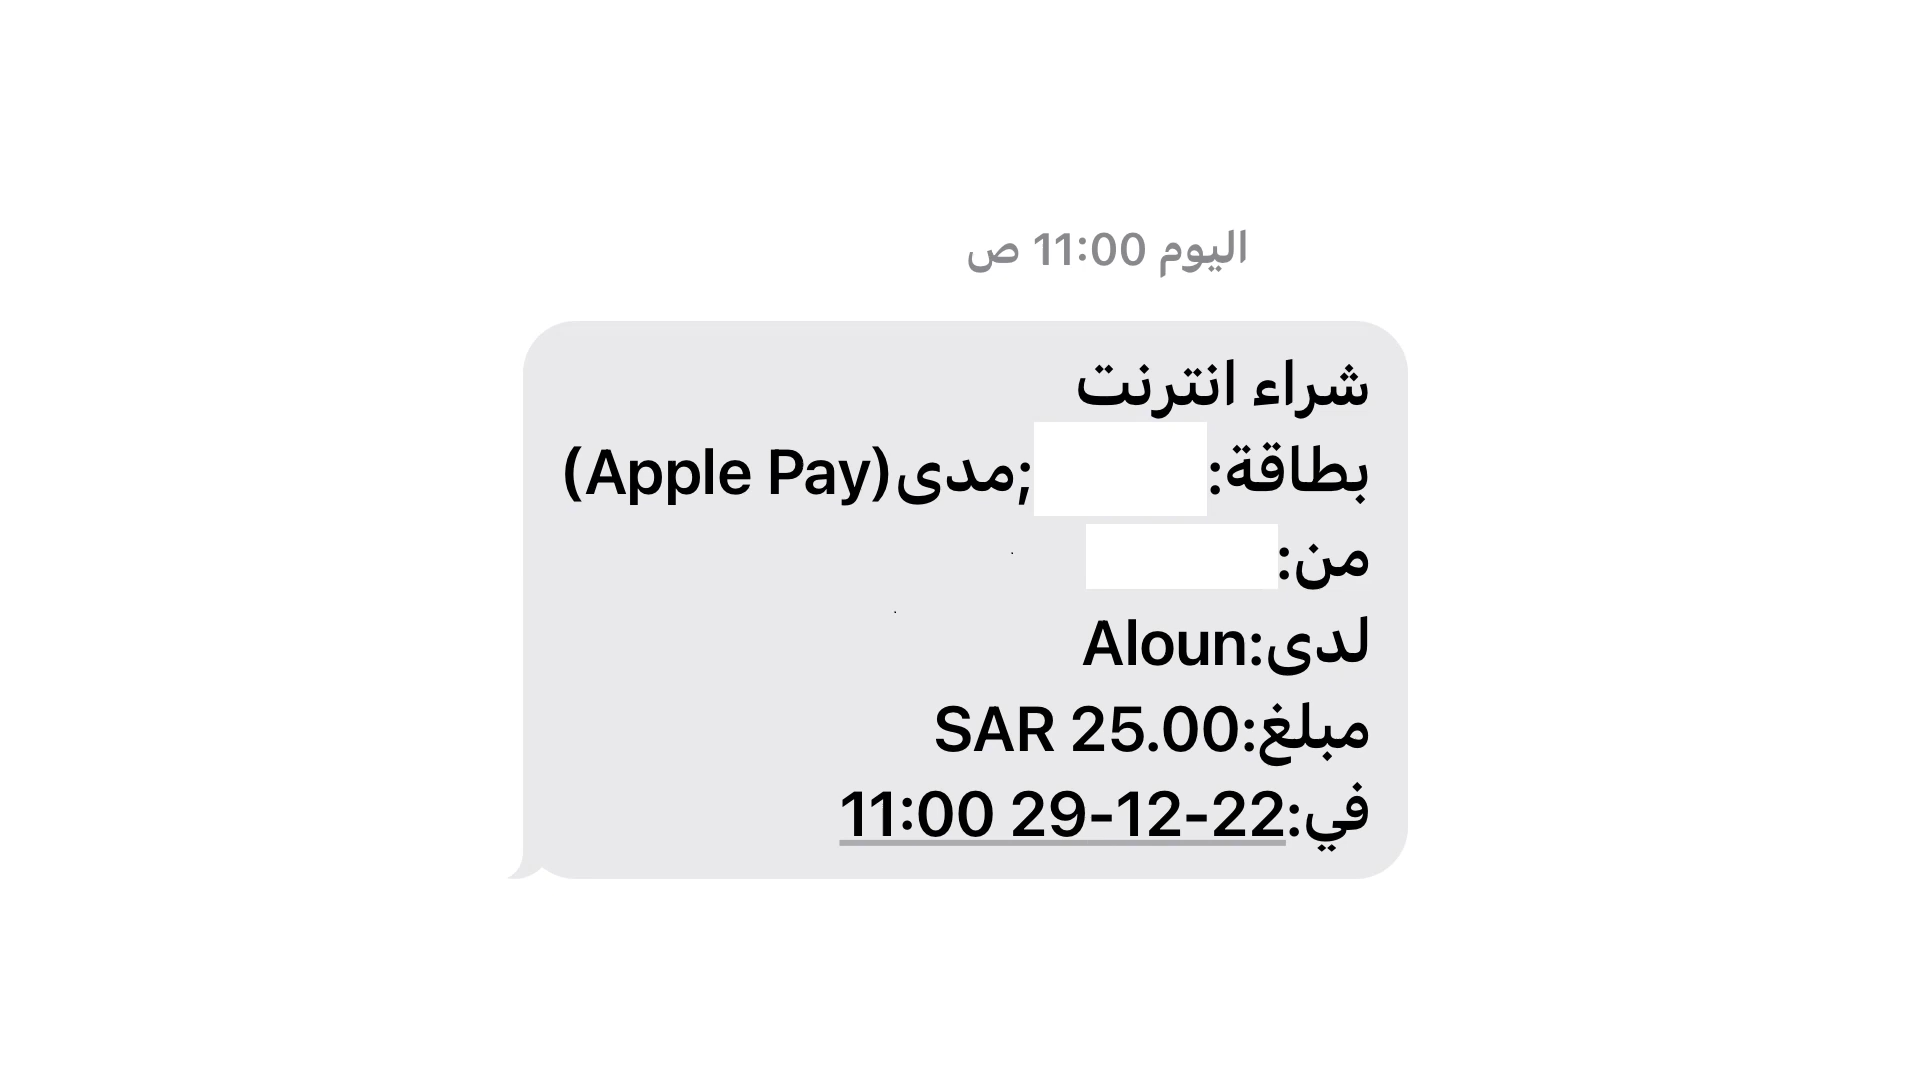 اليوم 11:00 ص
شراء انترنت
بطاقة: ;مدى(Apple Pay)
من:
لدى:Aloun
مبلغ:SAR 25.00
في:22-12-29 11:00